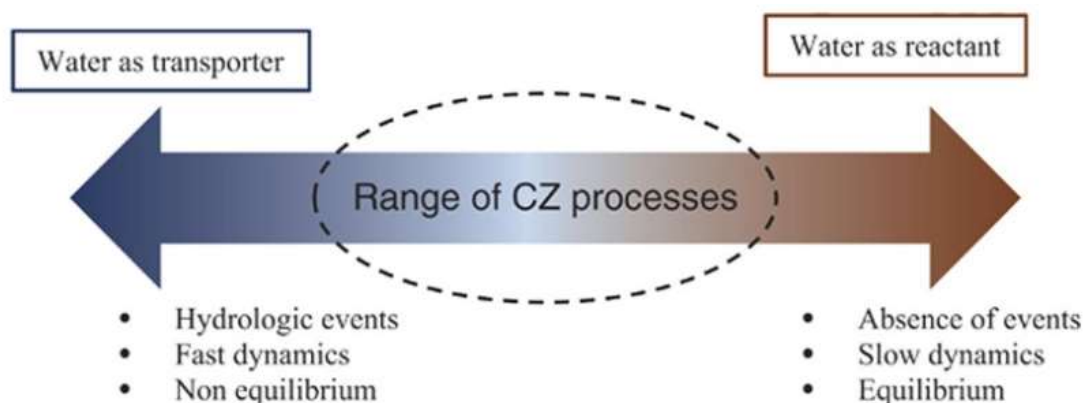 Water as transporter
Water as reactant
Range of CZ processes
• Hydrologic events
• Fast dynamics
• Non equilibrium
• Absence of events
• Slow dynamics
• Equilibrium